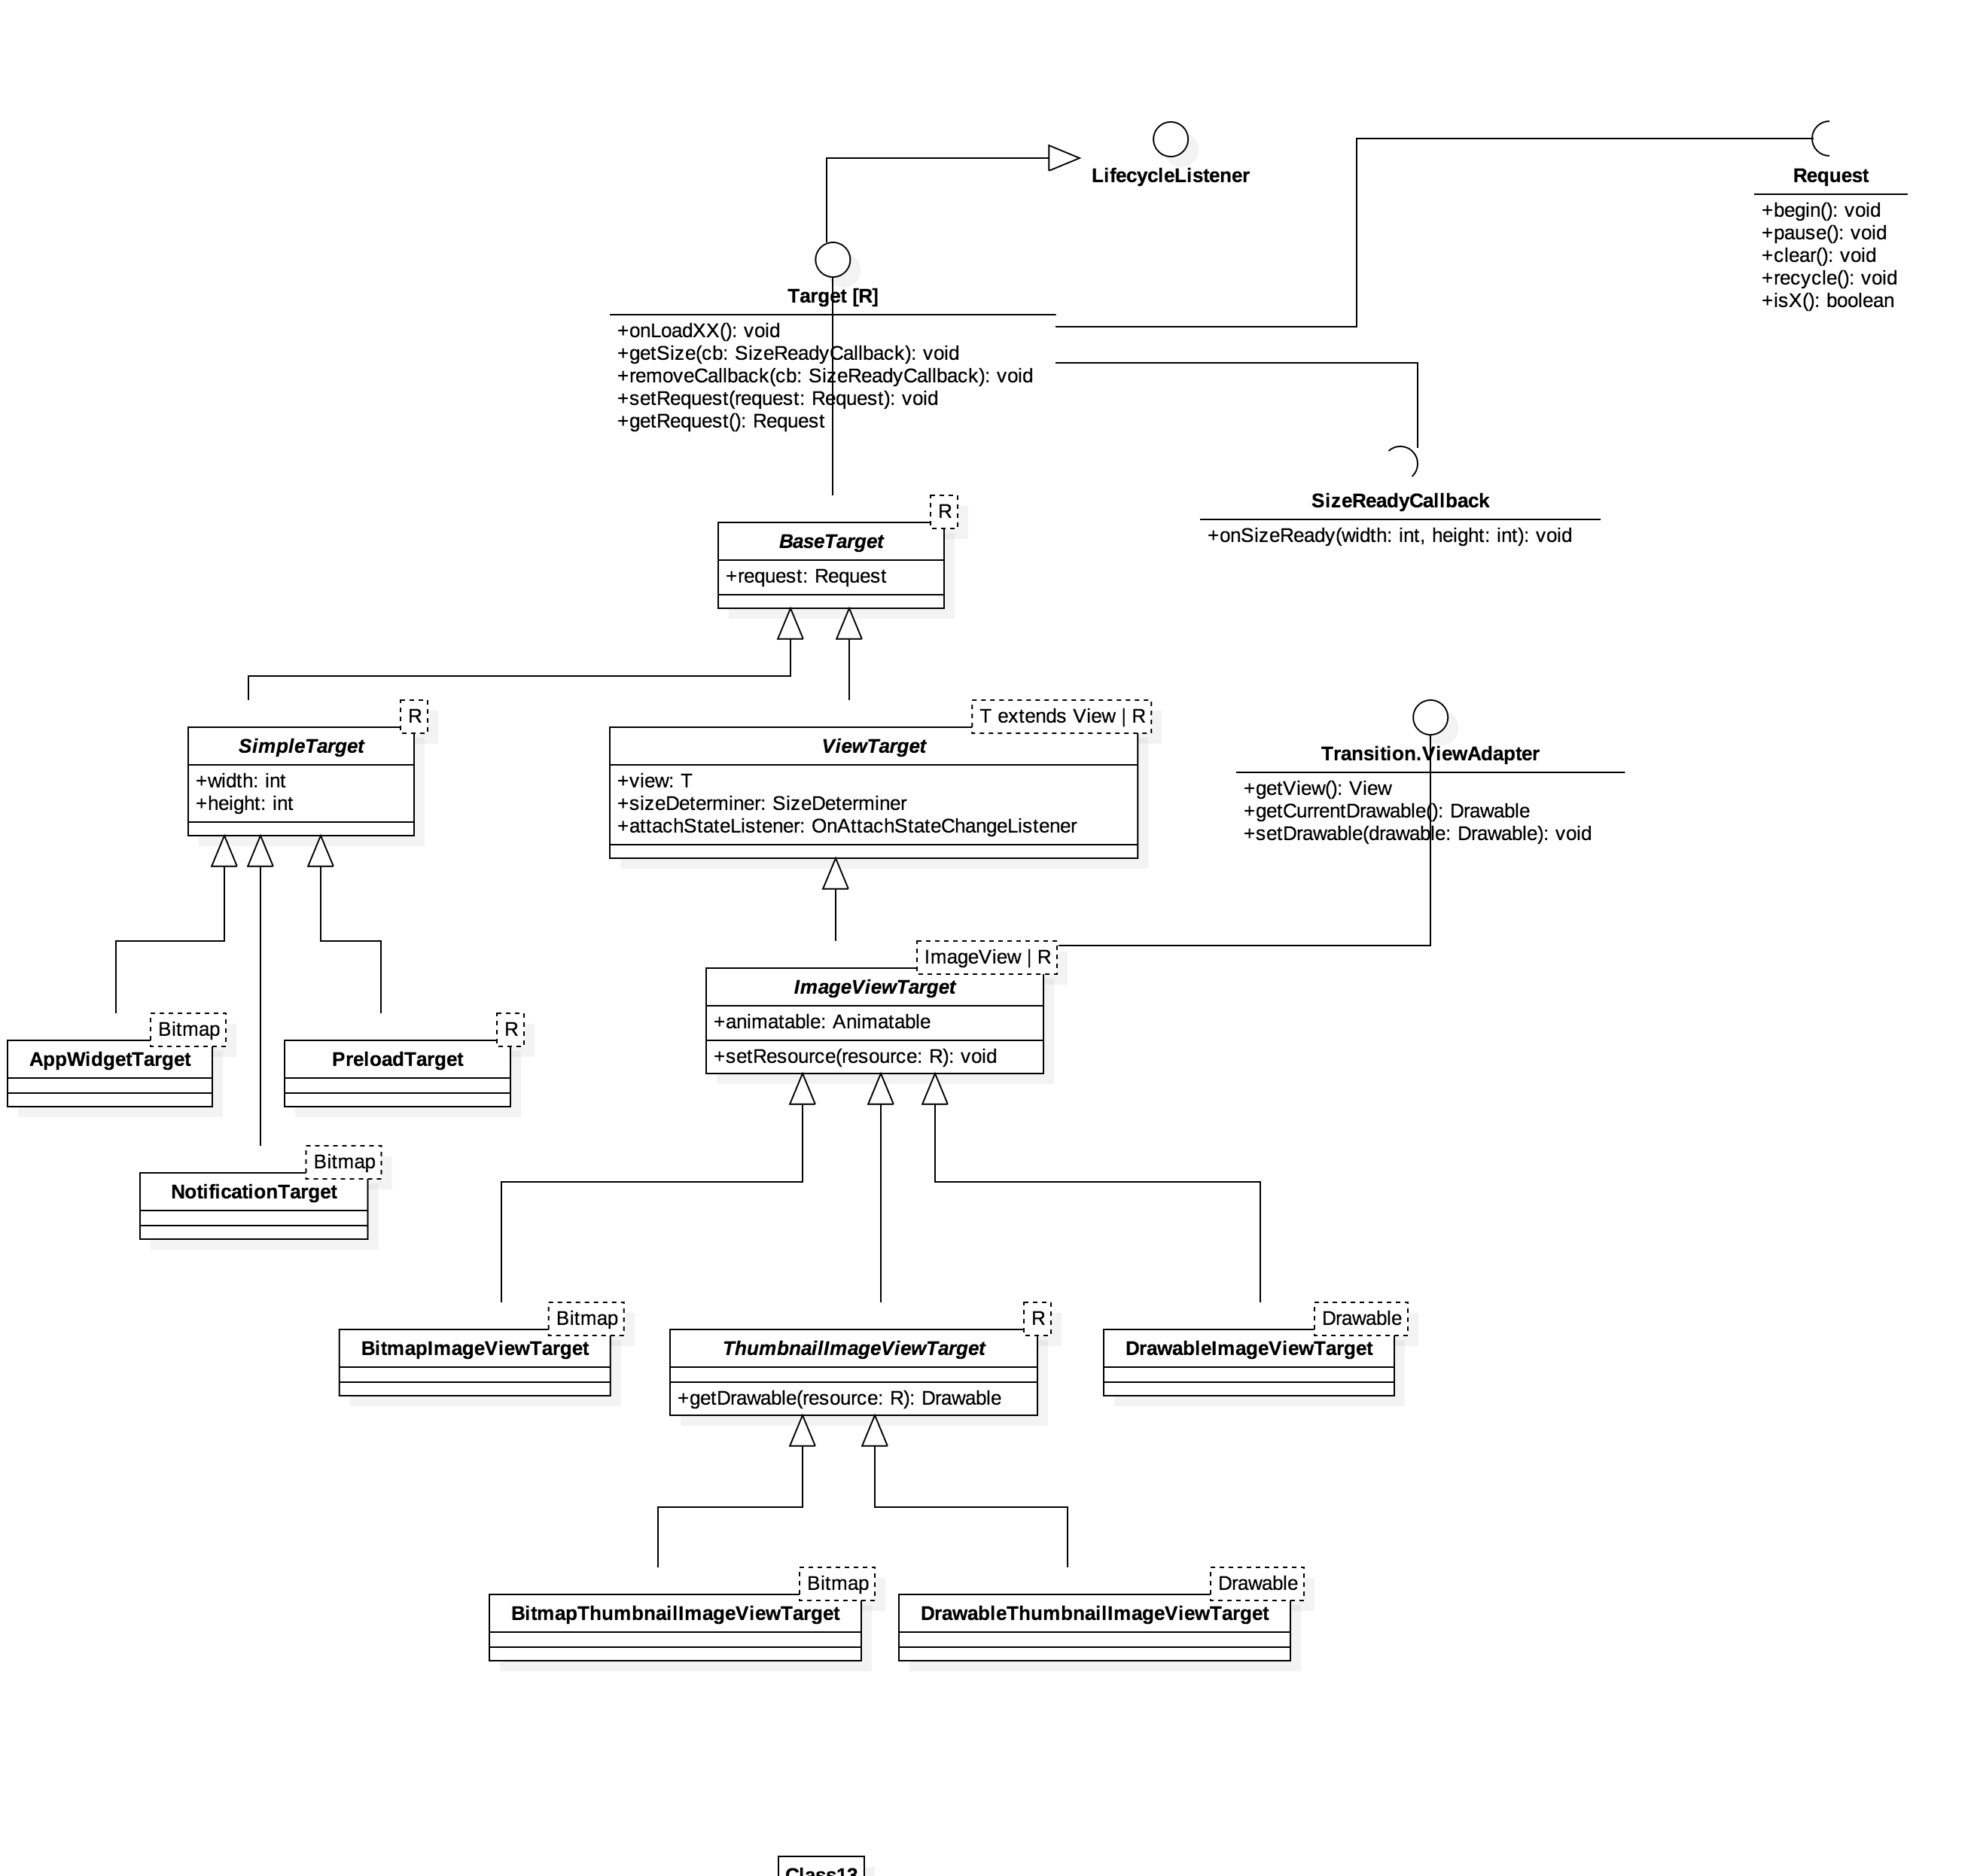 LifecycleListener
Request
+begin(): void
+pause(): void
+clear(): void
+recycle(): void
+isX(): boolean
Target [R]
+onLoadXX(): void
+getSize(cb: SizeReadyCallback): void
+removeCallback(cb: SizeReadyCallback): void
+setRequest(request: Request): void
+getRequest(): Request
SizeReadyCallback
+onSizeReady(width: int, height: int): void
R
BaseTarget
+request: Request
R
SimpleTarget
+width: int
+height: int
T extends View | R
ViewTarget
+view: T
+sizeDeterminer: SizeDeterminer
+attachStateListener: OnAttachStateChangeListener
Transition.ViewAdapter
+getView(): View
+getCurrentDrawable(): Drawable
+setDrawable(drawable: Drawable): void
ImageView | R
ImageViewTarget
+animatable: Animatable
+setResource(resource: R): void
Bitmap
AppWidgetTarget
R
PreloadTarget
Bitmap
NotificationTarget
Bitmap
BitmapImageViewTarget
R
ThumbnailImageViewTarget
+getDrawable(resource: R): Drawable
Drawable
DrawableImageViewTarget
Bitmap
BitmapThumbnailImageViewTarget
Drawable
DrawableThumbnailImageViewTarget
Class13